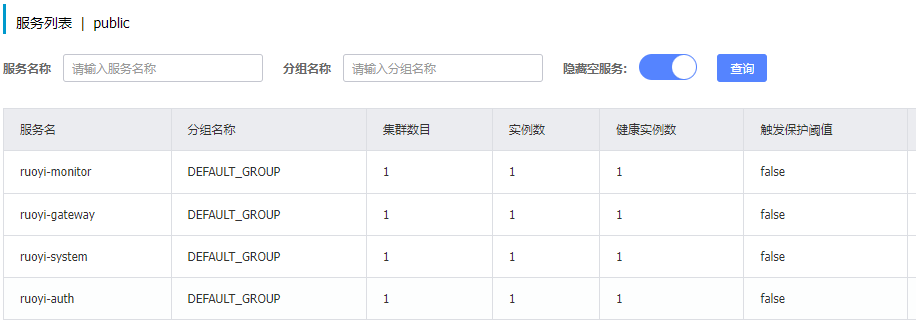 服务列表 | public
服务名称 请输入服务名称 分组名称 请输入分组名称 隐藏空服务: 查询
服务名 分组名称 集群数目 实例数 健康实例数 触发保护阈值
ruoyi-monitor DEFAULT_GROUP 1 1 1 false
ruoyi-gateway DEFAULT_GROUP 1 1 1 false
ruoyi-system DEFAULT_GROUP 1 1 1 false
ruoyi-auth DEFAULT_GROUP 1 1 1 false